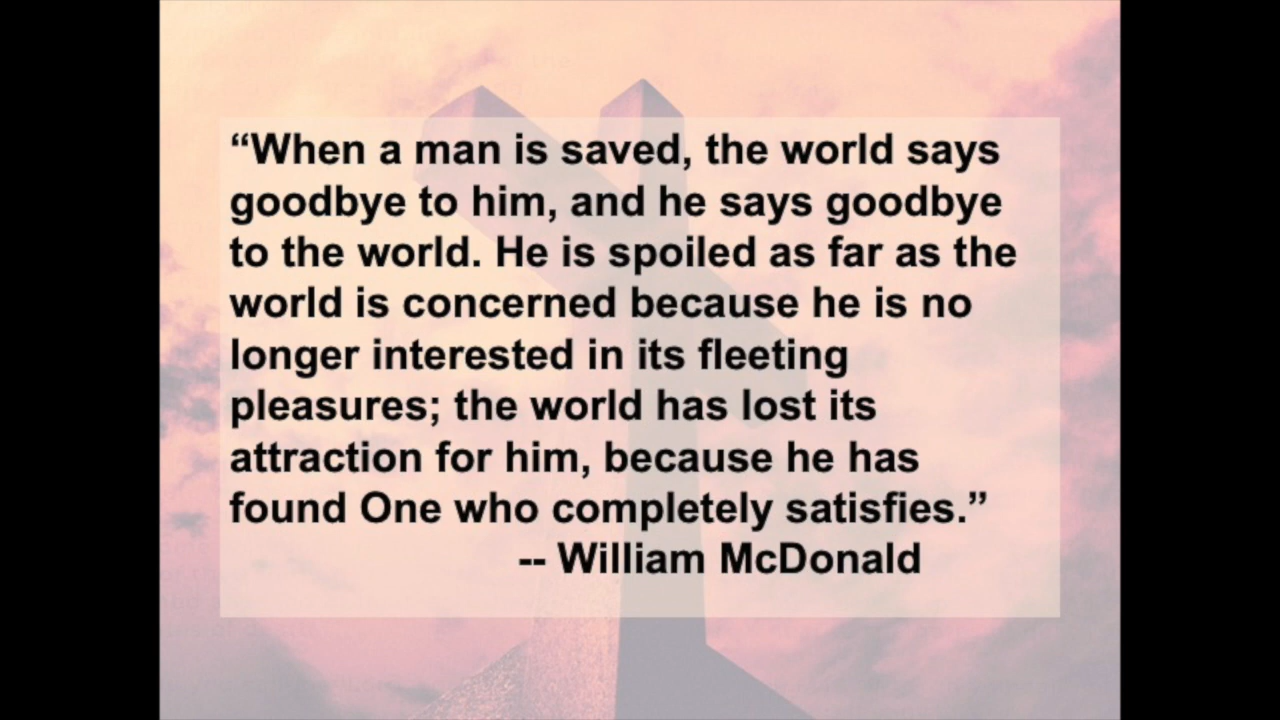 “When a man is saved, the world says
goodbye to him, and he says goodbye
to the world. He is spoiled as far as the
world is concerned because he is no
longer interested in its fleeting
pleasures; the world has lost its
attraction for him, because he has
found One who completely satisfies.”
-- William McDonald